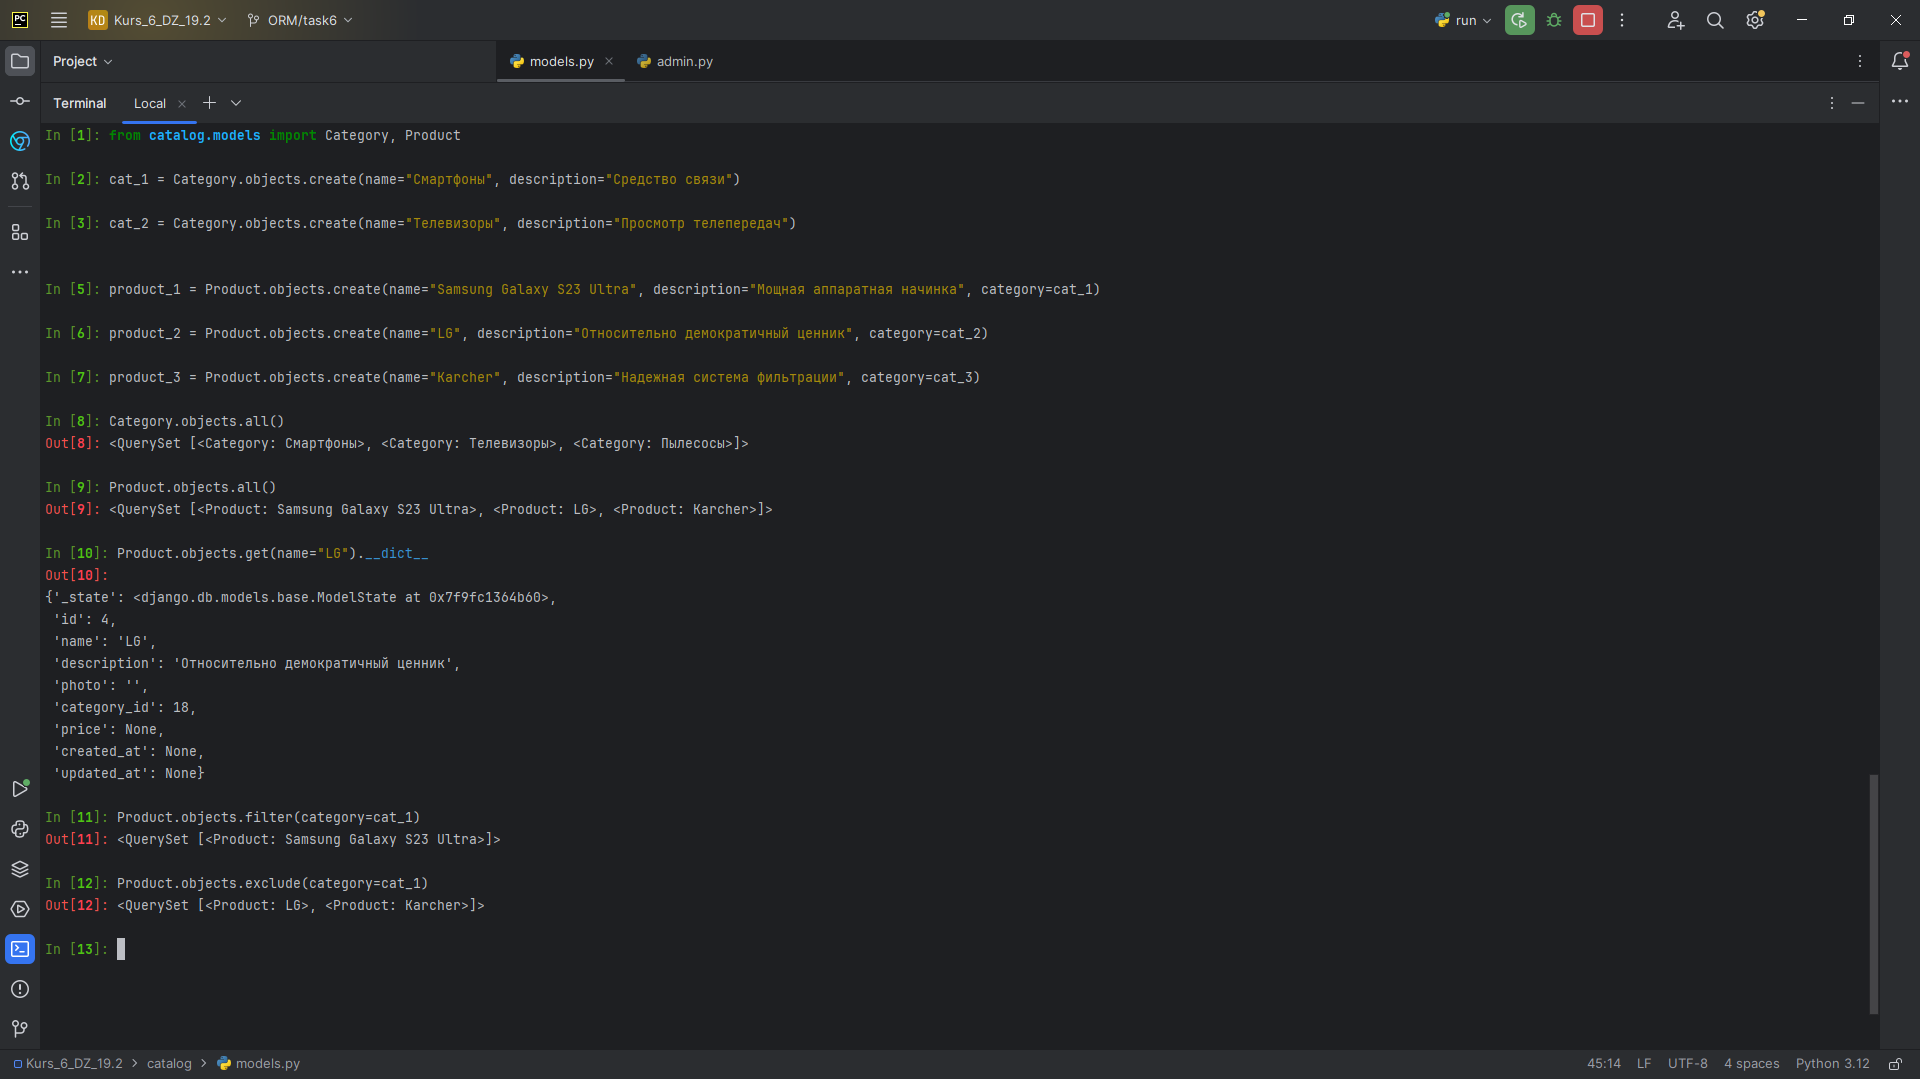 PC KD Kurs_6_DZ_19.2 ORM/task6 run
Project models.py admin.py
Terminal Local
In [1]: from catalog.models import Category, Product
In [2]: cat_1 = Category.objects.create(name="Смартфоны", description="Средство связи")
In [3]: cat_2 = Category.objects.create(name="Телевизоры", description="Просмотр телепередач")
In [5]: product_1 = Product.objects.create(name="Samsung Galaxy S23 Ultra", description="Мощная аппаратная начинка", category=cat_1)
In [6]: product_2 = Product.objects.create(name="LG", description="Относительно демократичный ценник", category=cat_2)
In [7]: product_3 = Product.objects.create(name="Karcher", description="Надежная система фильтрации", category=cat_3)
In [8]: Category.objects.all()
Out[8]: <QuerySet [<Category: Смартфоны>, <Category: Телевизоры>, <Category: Пылесосы>]>
In [9]: Product.objects.all()
Out[9]: <QuerySet [<Product: Samsung Galaxy S23 Ultra>, <Product: LG>, <Product: Karcher>]>
In [10]: Product.objects.get(name="LG").__dict__
Out[10]:
{'_state': <django.db.models.base.ModelState at 0x7f9fc1364b60>,
 'id': 4,
 'name': 'LG',
 'description': 'Относительно демократичный ценник',
 'photo': '',
 'category_id': 18,
 'price': None,
 'created_at': None,
 'updated_at': None}
In [11]: Product.objects.filter(category=cat_1)
Out[11]: <QuerySet [<Product: Samsung Galaxy S23 Ultra>]>
In [12]: Product.objects.exclude(category=cat_1)
Out[12]: <QuerySet [<Product: LG>, <Product: Karcher>]>
In [13]:
Kurs_6_DZ_19.2 > catalog > models.py 45:14 LF UTF-8 4 spaces Python 3.12